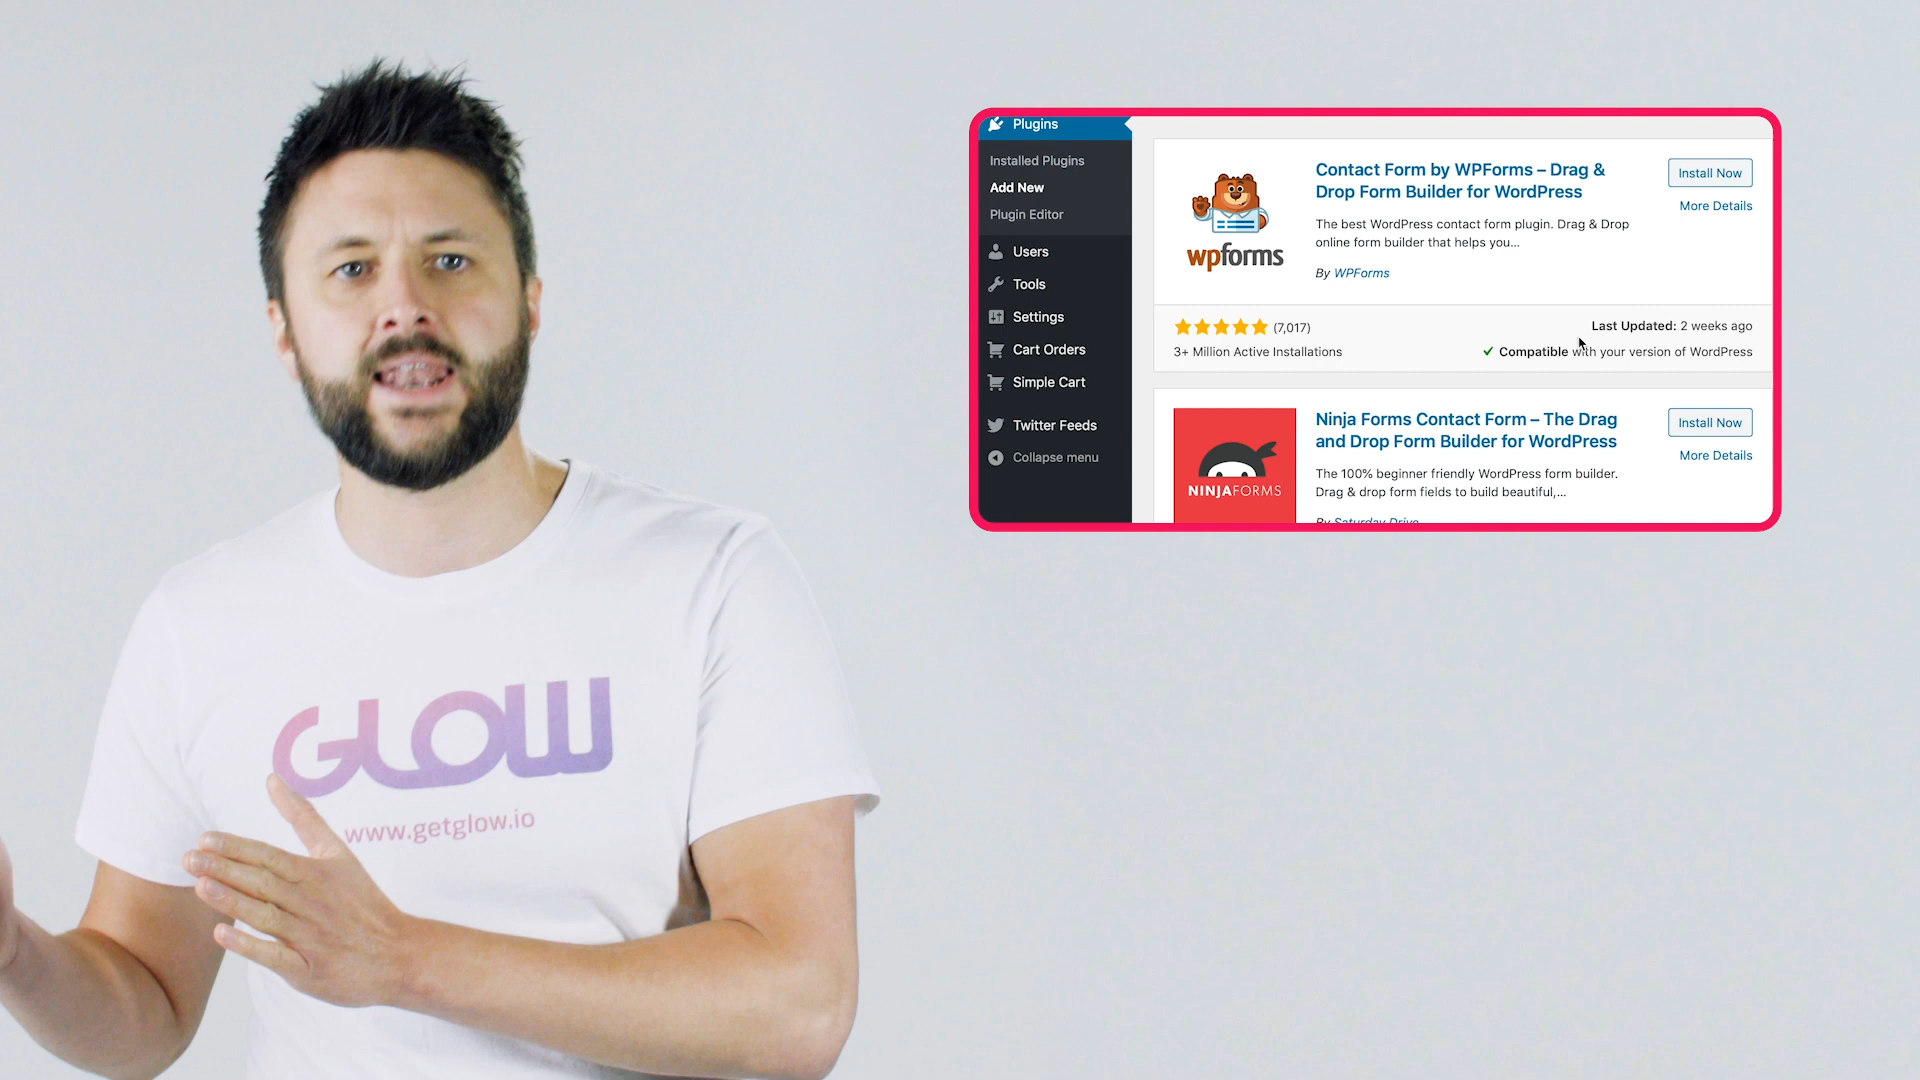 GLOW
www.getglow.io
Plugins
Installed Plugins
Add New
Plugin Editor
Users
Tools
Settings
Cart Orders
Simple Cart
Twitter Feeds
Collapse menu
wpforms
Contact Form by WPForms – Drag &
Drop Form Builder for WordPress
The best WordPress contact form plugin. Drag & Drop
online form builder that helps you...
By WPForms
Install Now
More Details
(7,017)
3+ Million Active Installations
Last Updated: 2 weeks ago
Compatible with your version of WordPress
NINJAFORMS
Ninja Forms Contact Form – The Drag
and Drop Form Builder for WordPress
The 100% beginner friendly WordPress form builder.
Drag & drop form fields to build beautiful,...
By Saturday Drive
Install Now
More Details